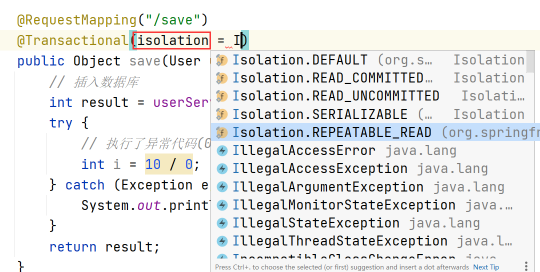 @RequestMapping("/save")
@Transactional(isolation = I)
public Object save(User
// 插入数据库
int result = userSer
try {
// 执行了异常代码(0
int i = 10 / 0;
} catch (Exception e
System.out.print
}
return result;
}
Isolation.DEFAULT (org.s… Isolation
Isolation.READ_COMMITTED… Isolation
Isolation.READ_UNCOMMITTED Isolati…
Isolation.SERIALIZABLE (… Isolation
Isolation.REPEATABLE_READ (org.springfr
IllegalAccessError java.lang
IllegalAccessException java.lang
IllegalArgumentException java.lang
IllegalMonitorStateException java.…
IllegalStateException java.lang
IllegalThreadStateException java.l…
IncompatibleClassChangeError java.…
Press Ctrl+. to choose the selected (or first) suggestion and insert a dot afterwards Next Tip